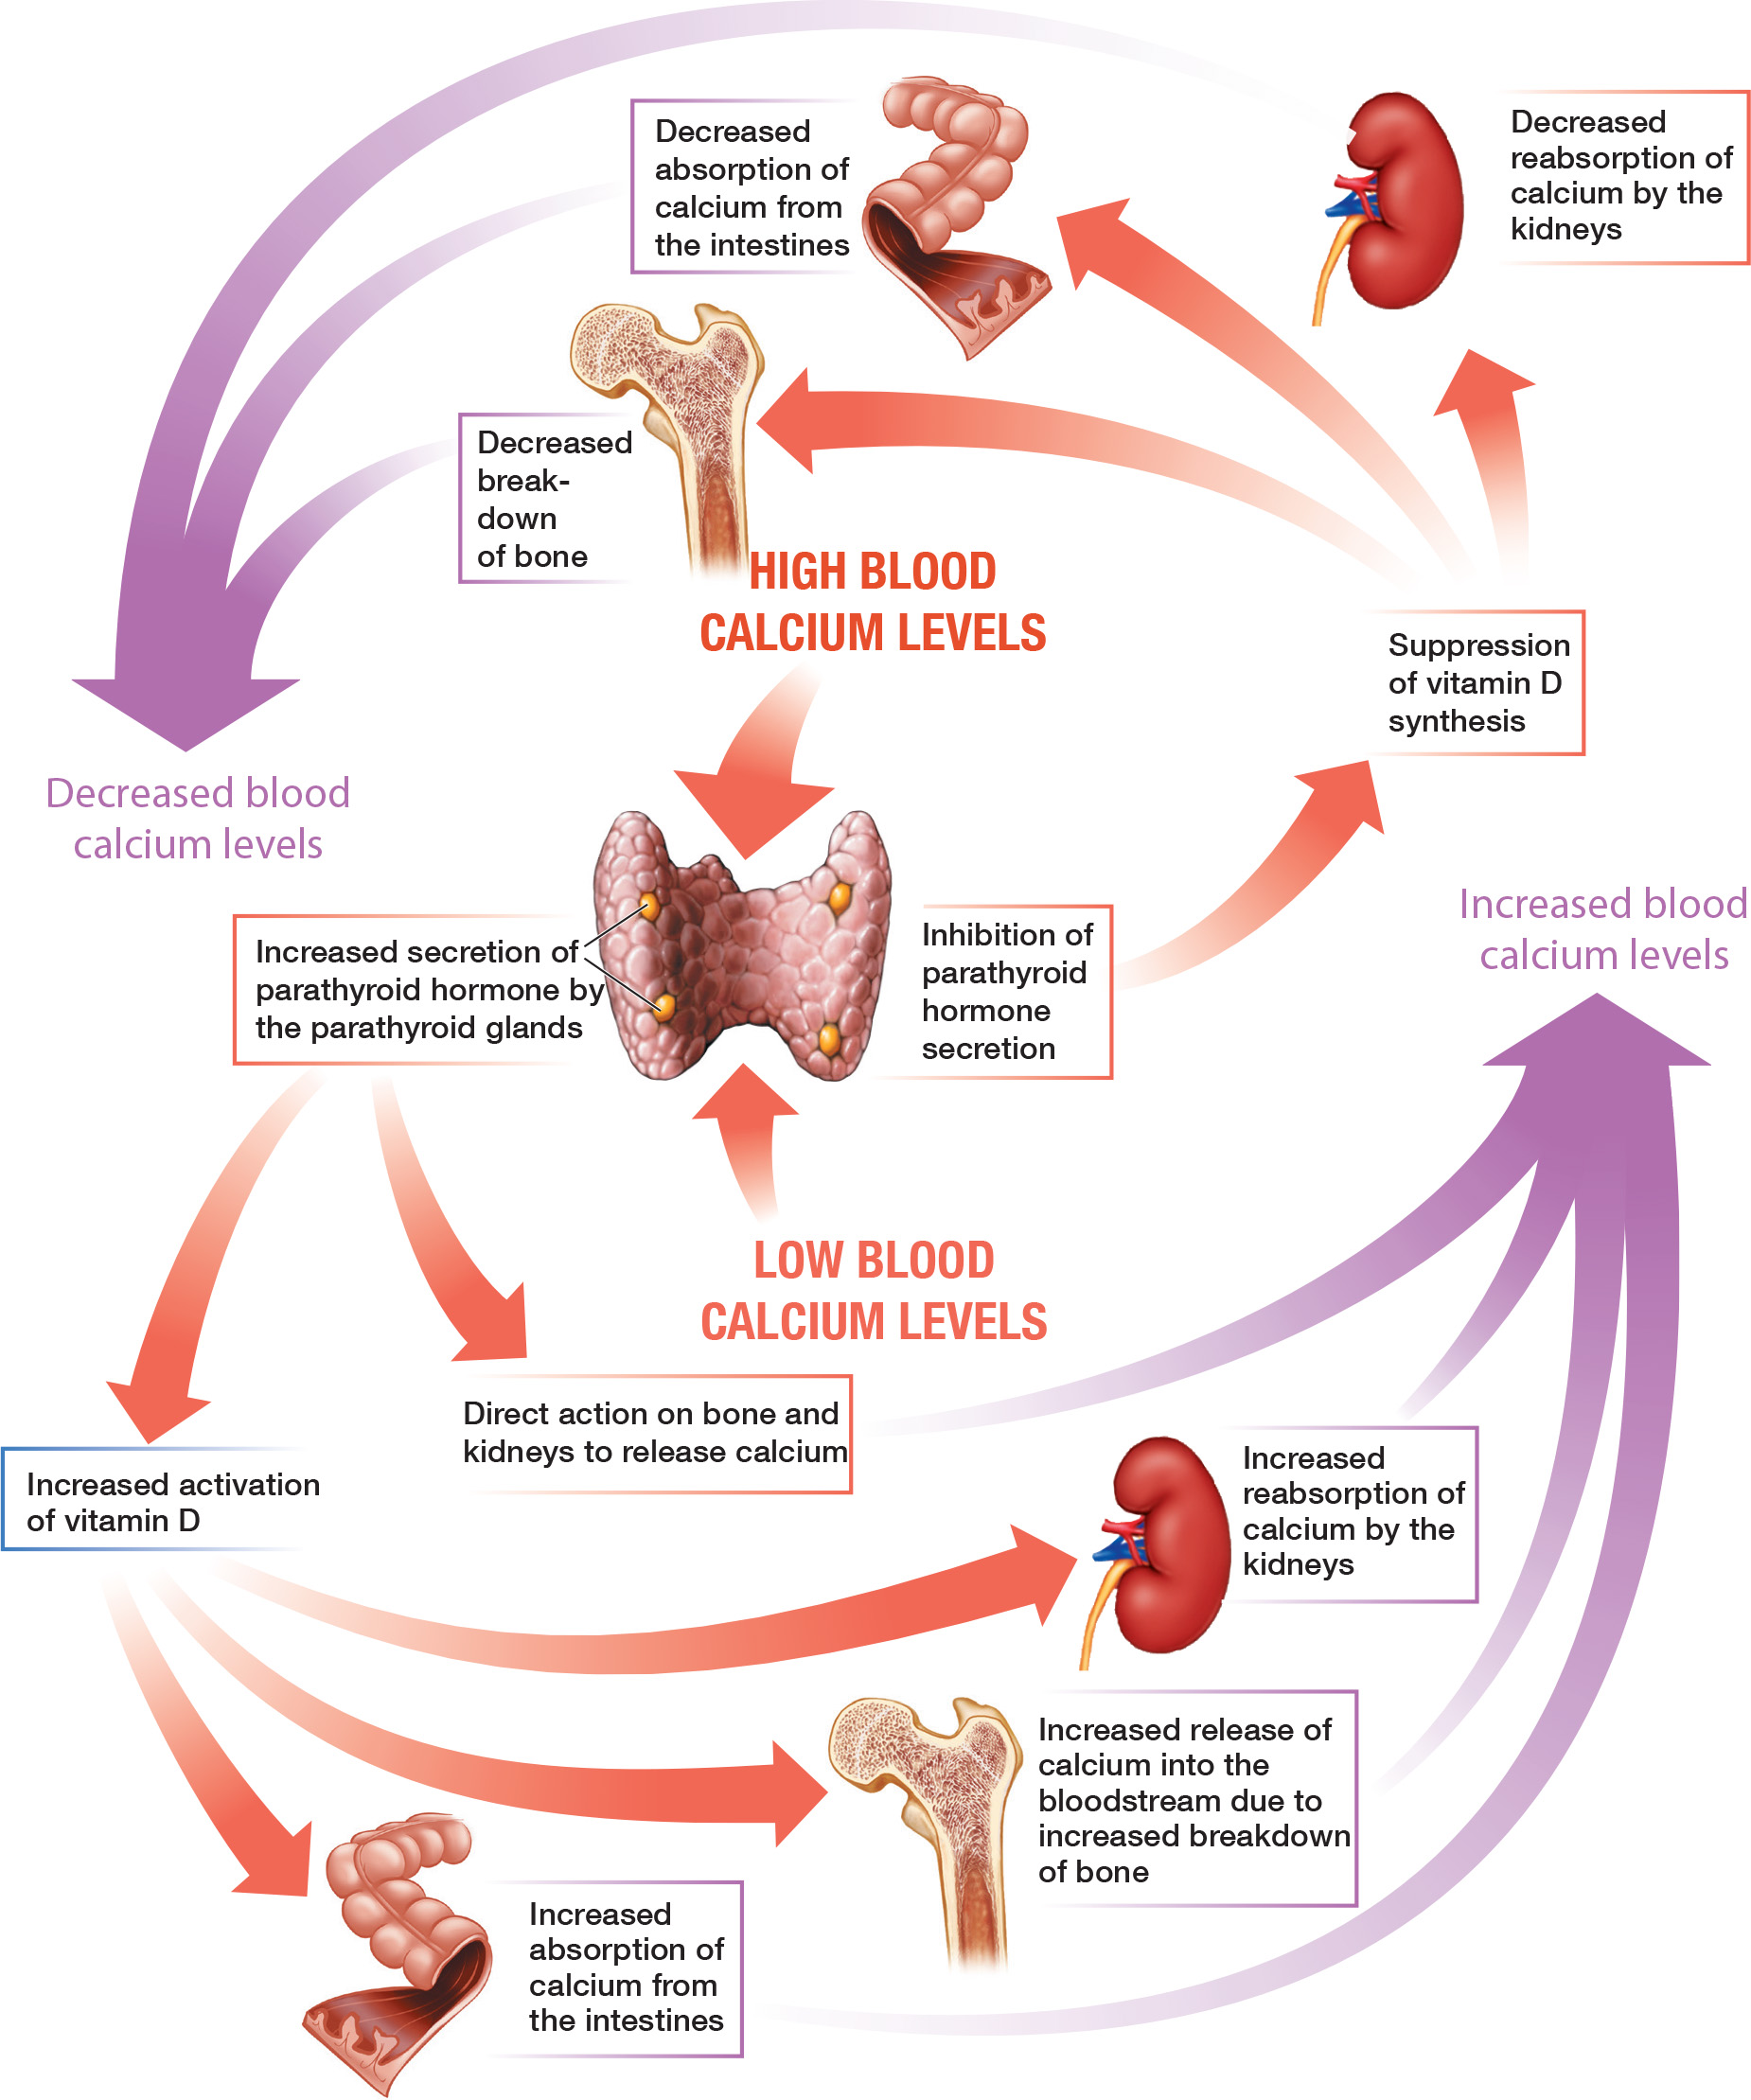 Decreased
absorption of
calcium from
the intestines
Decreased
reabsorption of
calcium by the
kidneys
Decreased
break-
down
of bone
HIGH BLOOD
CALCIUM LEVELS
Suppression
of vitamin D
synthesis
Decreased blood
calcium levels
Increased secretion of
parathyroid hormone by
the parathyroid glands
Inhibition of
parathyroid
hormone
secretion
Increased blood
calcium levels
LOW BLOOD
CALCIUM LEVELS
Direct action on bone and
kidneys to release calcium
Increased activation
of vitamin D
Increased
reabsorption of
calcium by the
kidneys
Increased release of
calcium into the
bloodstream due to
increased breakdown
of bone
Increased
absorption of
calcium from
the intestines